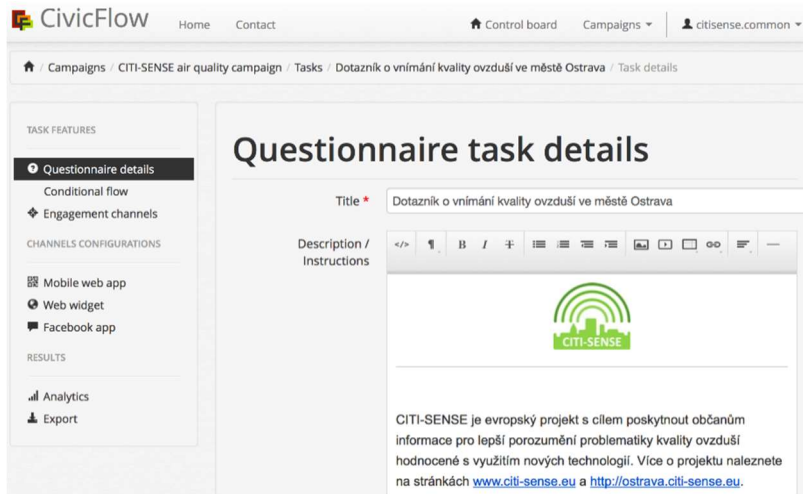 CivicFlow
Home
Contact
Control board
Campaigns
citisense.common
/ Campaigns / CITI-SENSE air quality campaign / Tasks / Dotazník o vnímání kvality ovzduší ve městě Ostrava / Task details
TASK FEATURES
Questionnaire details
Conditional flow
Engagement channels
CHANNELS CONFIGURATIONS
Mobile web app
Web widget
Facebook app
RESULTS
Analytics
Export
Questionnaire task details
Title *
Dotazník o vnímání kvality ovzduší ve městě Ostrava
Description /
Instructions
CITI-SENSE
CITI-SENSE je evropský projekt s cílem poskytnout občanům
informace pro lepší porozumění problematiky kvality ovzduší
hodnocené s využitím nových technologií. Více o projektu naleznete
na stránkách www.citi-sense.eu a http://ostrava.citi-sense.eu.